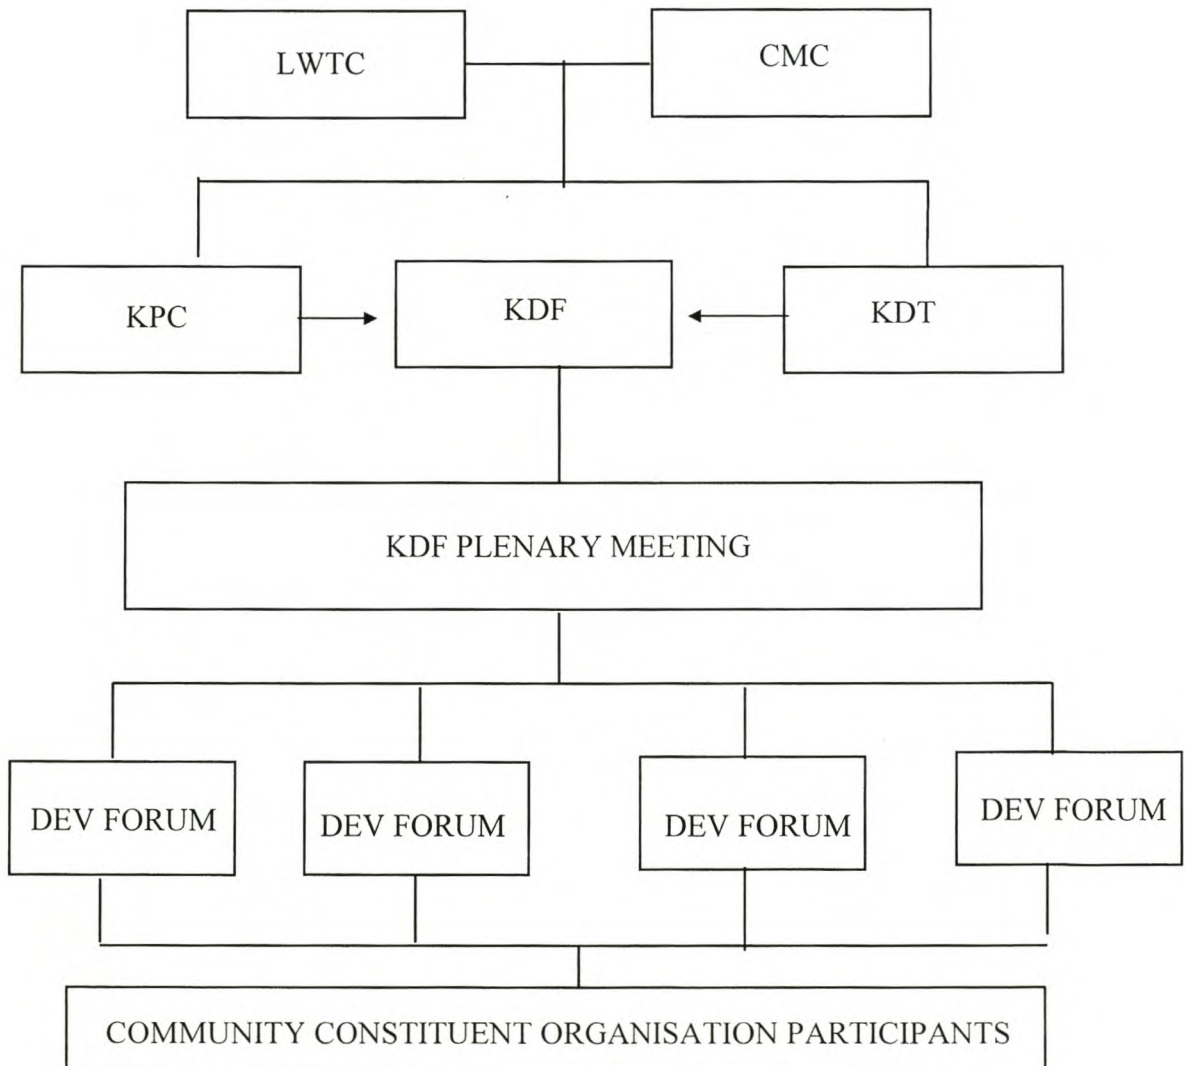 LWTC
CMC
KPC
KDF
KDT
KDF PLENARY MEETING
DEV FORUM
DEV FORUM
DEV FORUM
DEV FORUM
COMMUNITY CONSTITUENT ORGANISATION PARTICIPANTS